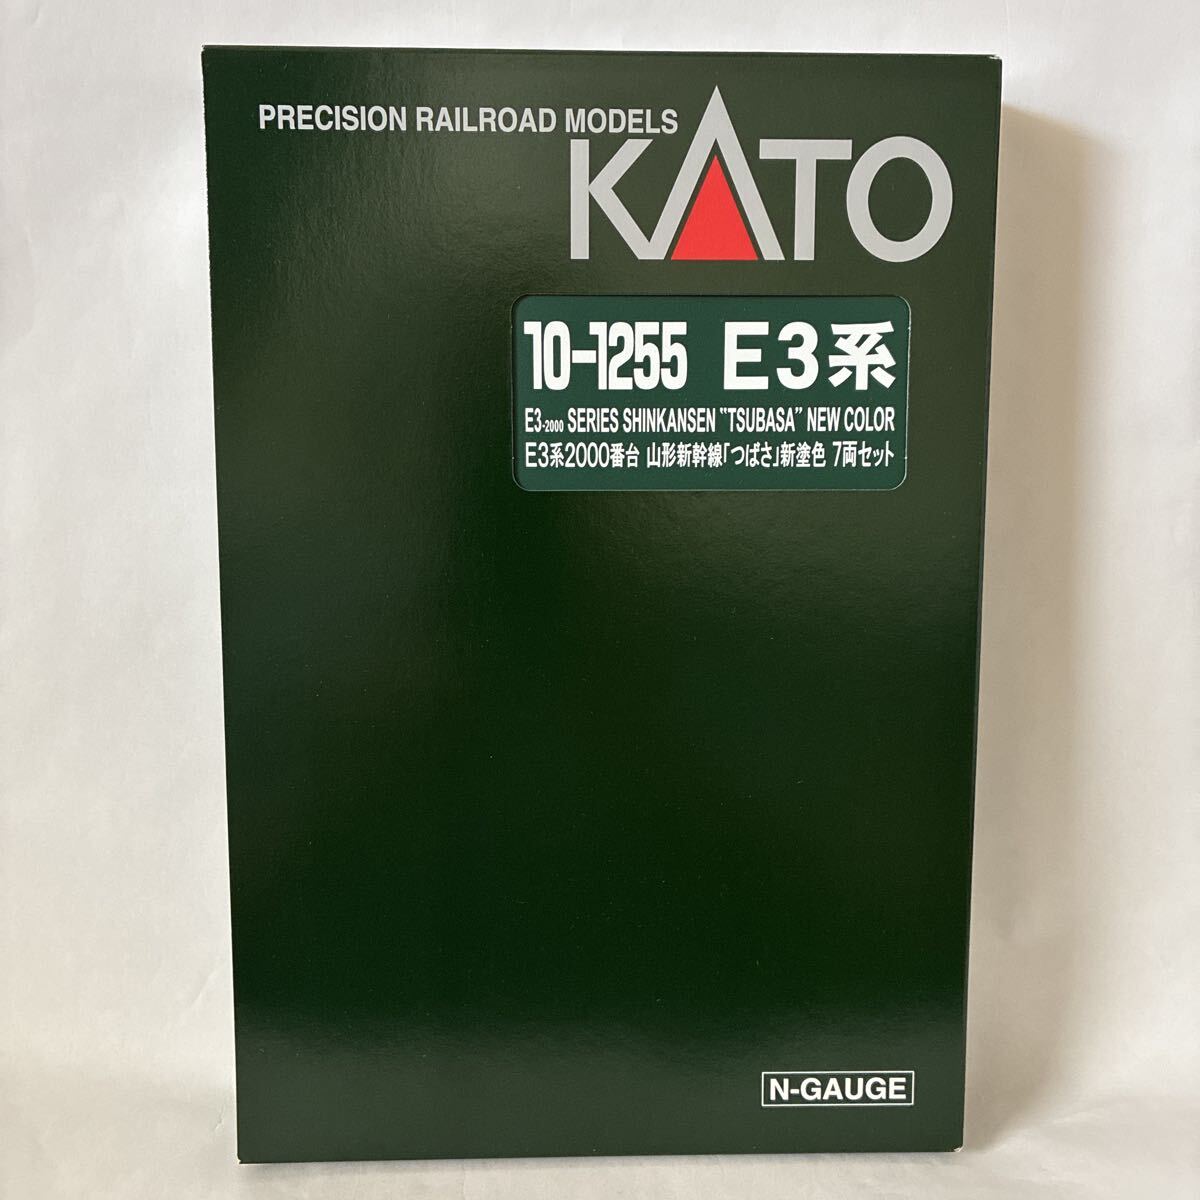 PRECISION RAILROAD MODELS
KATO
10-1255 E3系
E3-2000 SERIES SHINKANSEN "TSUBASA" NEW COLOR
E3系2000番台 山形新幹線「つばさ」新塗色 7両セット
N-GAUGE